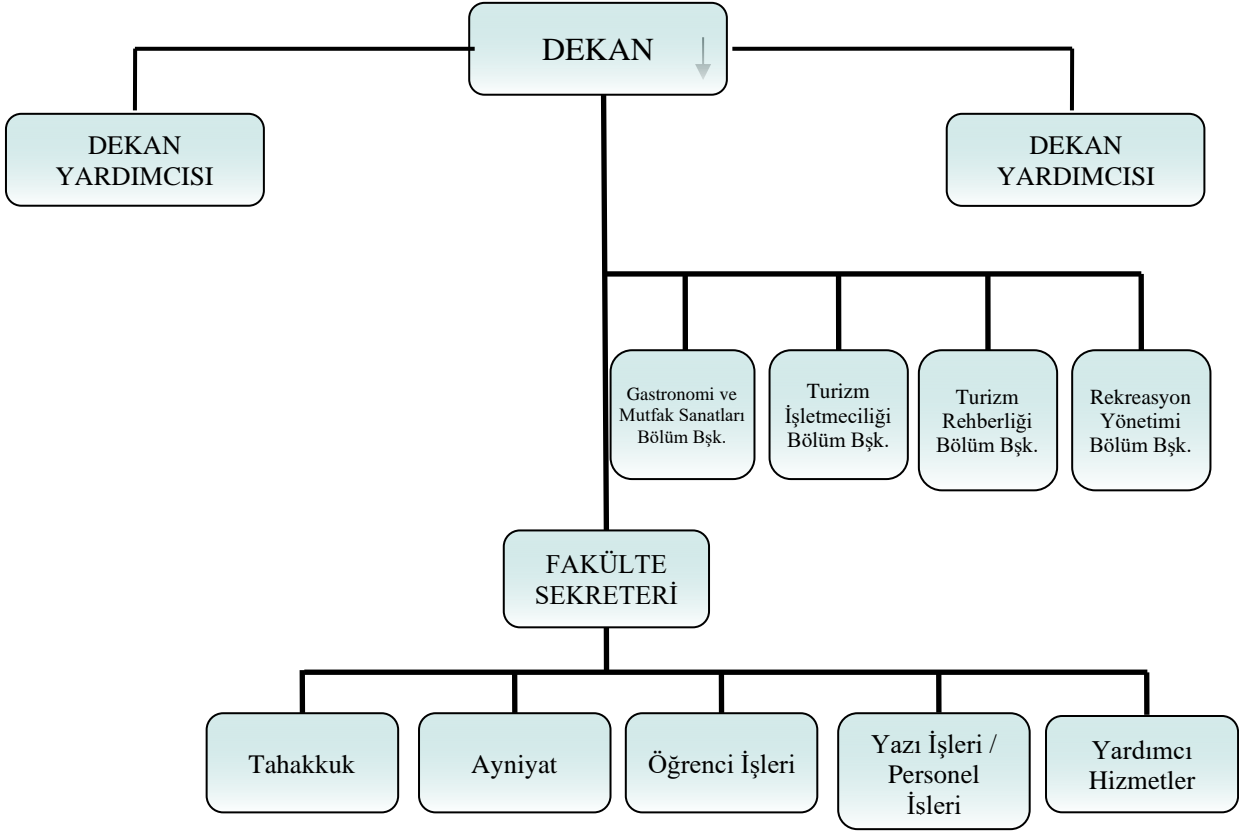 DEKAN
DEKAN
YARDIMCISI
DEKAN
YARDIMCISI
Gastronomi ve
Mutfak Sanatları
Bölüm Bşk.
Turizm
İşletmeciliği
Bölüm Bşk.
Turizm
Rehberliği
Bölüm Bşk.
Rekreasyon
Yönetimi
Bölüm Bşk.
FAKÜLTE
SEKRETERİ
Tahakkuk
Ayniyat
Öğrenci İşleri
Yazı İşleri /
Personel
İsleri
Yardımcı
Hizmetler